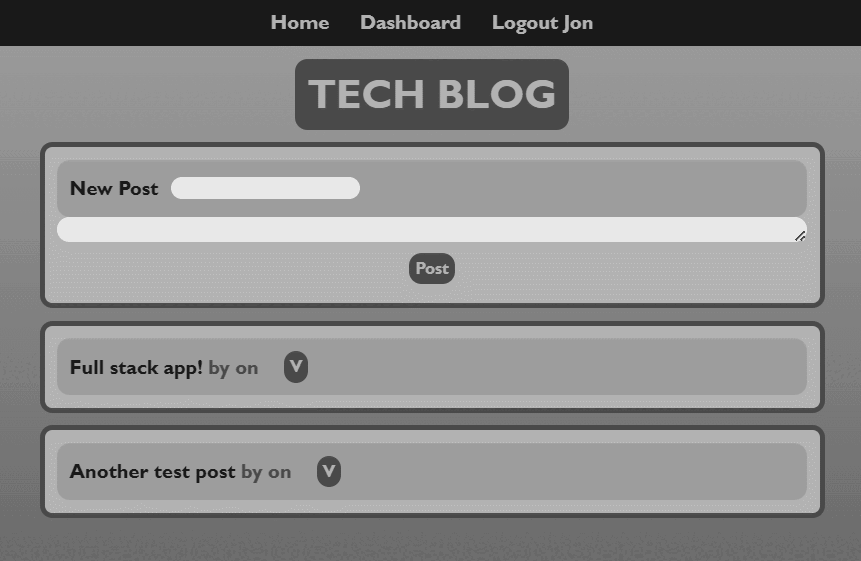 Home Dashboard Logout Jon
TECH BLOG
New Post
Post
Full stack app! by on V
Another test post by on V